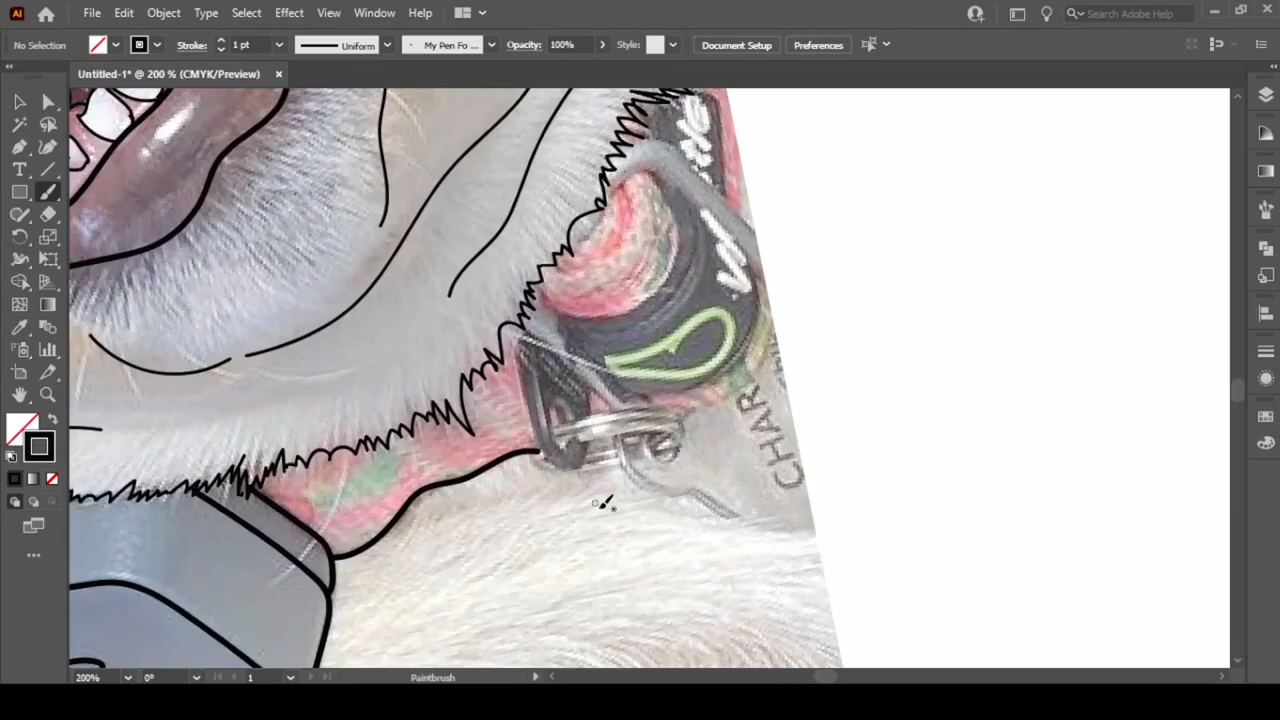 File Edit Object Type Select Effect View Window Help
Search Adobe Help
No Selection
Stroke: 1 pt
Uniform
My Pen Fo ...
Opacity: 100%
Style:
Document Setup
Preferences
Untitled-1* @ 200 % (CMYK/Preview)
CHAR
200% 0° 1 Paintbrush